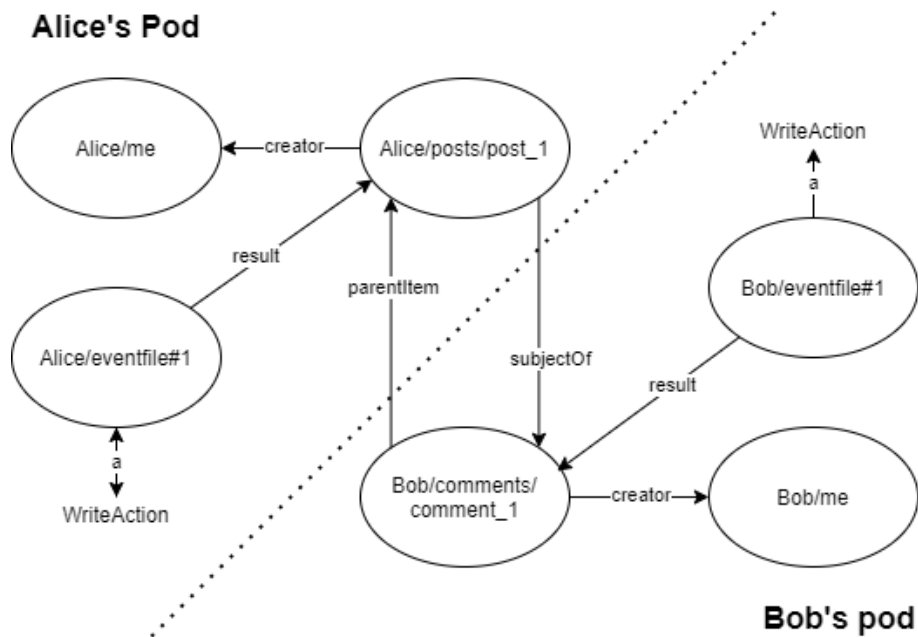 Alice's Pod
Alice/me
creator
Alice/posts/post_1
WriteAction
a
result
parentItem
Bob/eventfile#1
Alice/eventfile#1
subjectOf
result
a
WriteAction
Bob/comments/
comment_1
creator
Bob/me
Bob's pod